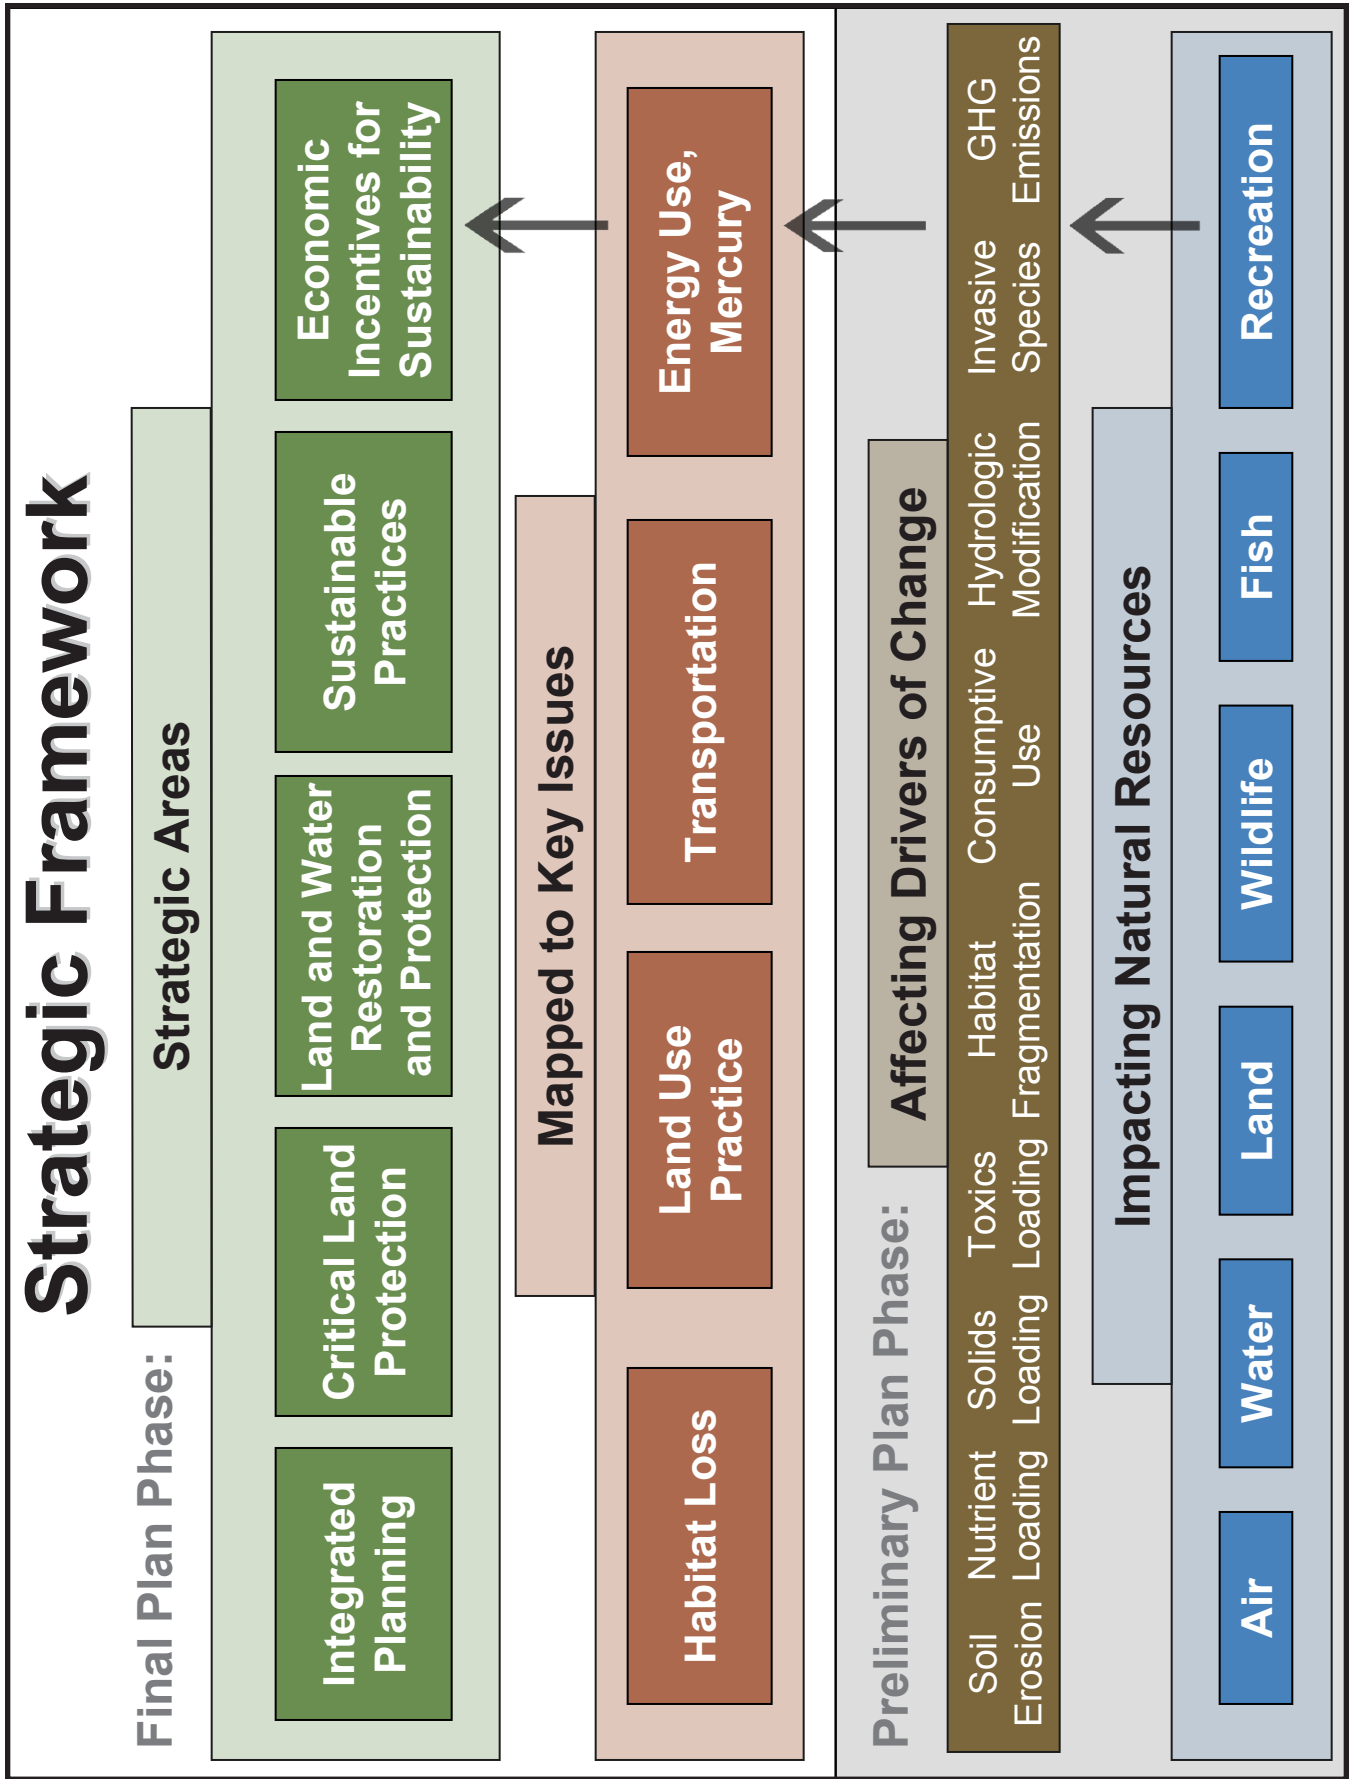 Strategic Framework
Final Plan Phase:
Strategic Areas
Integrated
Planning
Critical Land
Protection
Land and Water
Restoration
and Protection
Sustainable
Practices
Economic
Incentives for
Sustainability
Mapped to Key Issues
Habitat Loss
Land Use
Practice
Transportation
Energy Use,
Mercury
Preliminary Plan Phase:
Affecting Drivers of Change
Soil
Erosion
Nutrient
Loading
Solids
Loading
Toxics
Loading
Habitat
Fragmentation
Consumptive
Use
Hydrologic
Modification
Invasive
Species
GHG
Emissions
Impacting Natural Resources
Air
Water
Land
Wildlife
Fish
Recreation